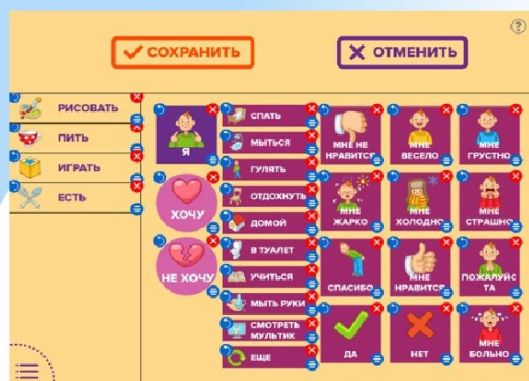 ?
СОХРАНИТЬ
ОТМЕНИТЬ
РИСОВАТЬ
ПИТЬ
ИГРАТЬ
ЕСТЬ
Я
ХОЧУ
НЕ ХОЧУ
СПАТЬ
МЫТЬСЯ
ГУЛЯТЬ
ОТДОХНУТЬ
ДОМОЙ
В ТУАЛЕТ
УЧИТЬСЯ
МЫТЬ РУКИ
СМОТРЕТЬ
МУЛЬТИК
ЕЩЕ
МНЕ НЕ
НРАВИТСЯ
МНЕ
ВЕСЕЛО
МНЕ
ГРУСТНО
МНЕ
ЖАРКО
МНЕ
ХОЛОДНО
МНЕ
СТРАШНО
СПАСИБО
МНЕ
НРАВИТСЯ
ПОЖАЛУЙС
ТА
ДА
НЕТ
МНЕ
БОЛЬНО